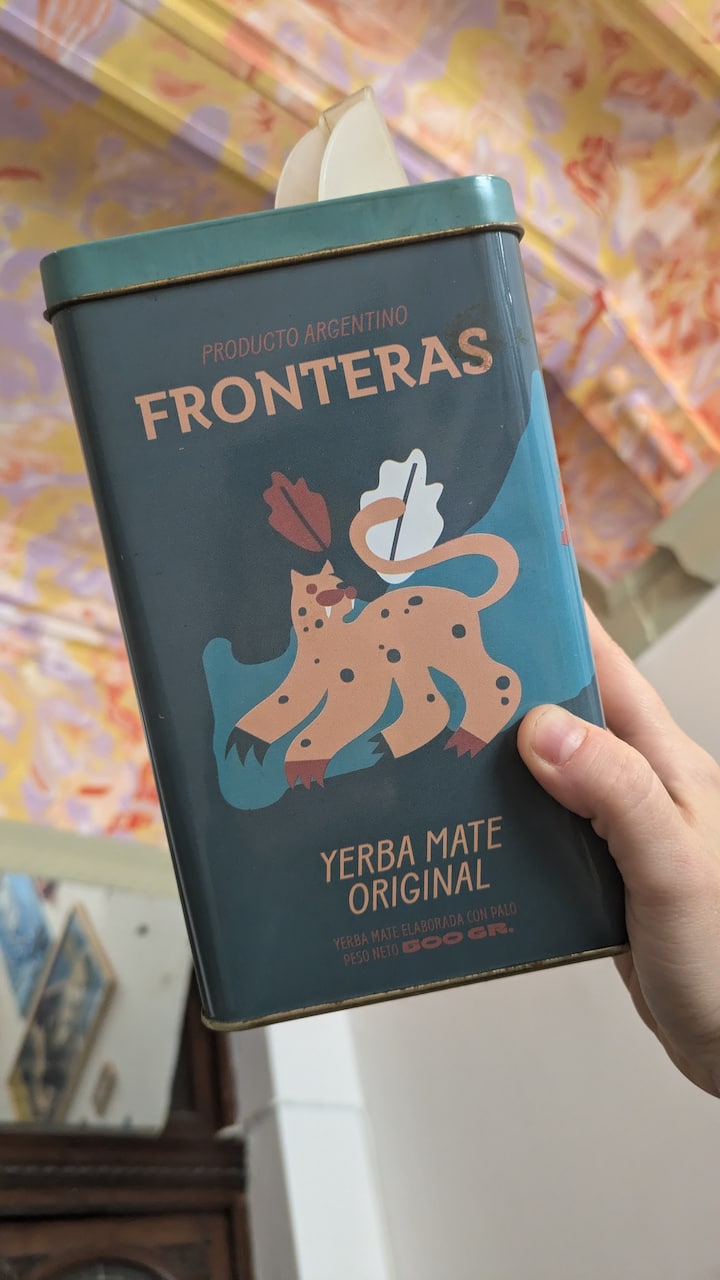 PRODUCTO ARGENTINO
FRONTERAS
YERBA MATE
ORIGINAL
YERBA MATE ELABORADA CON PALO
PESO NETO 500 GR.